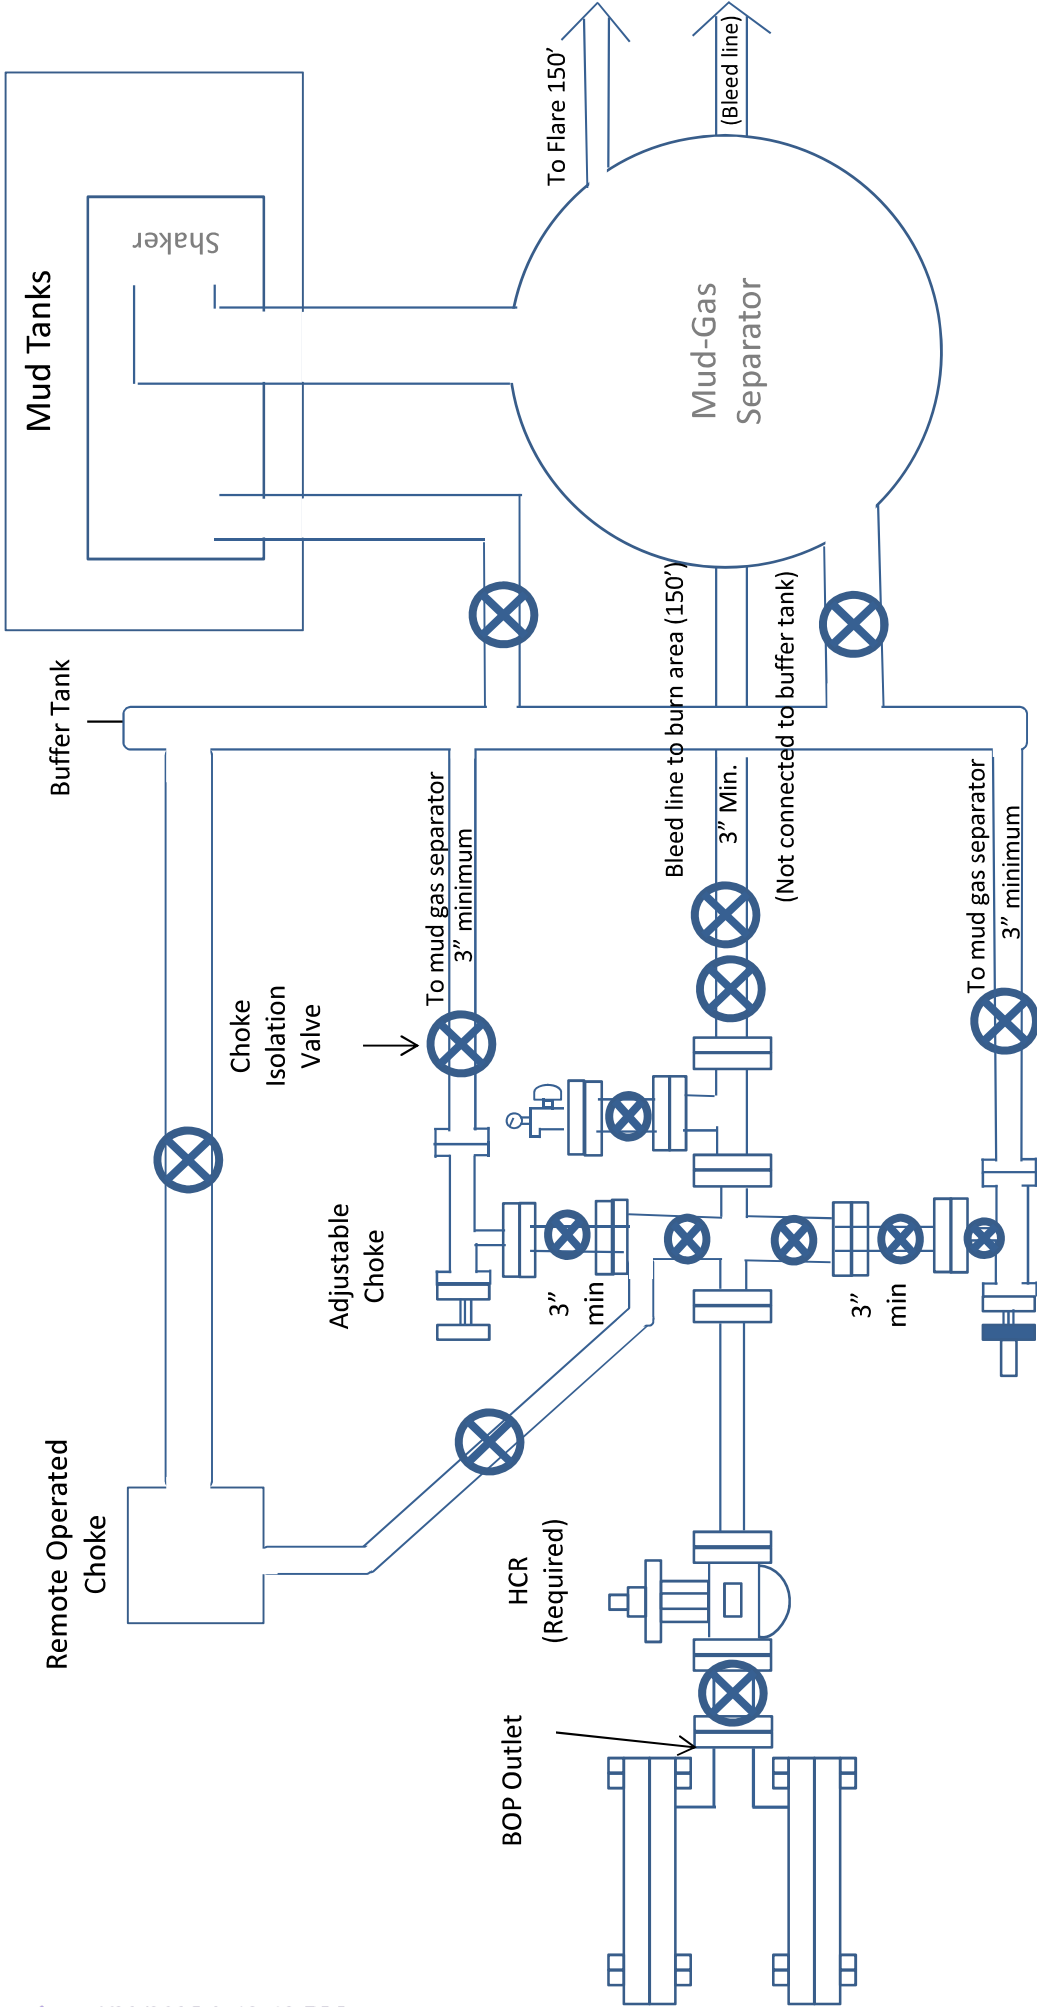 Mud Tanks
Shaker
To Flare 150’
(Bleed line)
Mud-Gas
Separator
Buffer Tank
Bleed line to burn area (150’)
3” Min.
(Not connected to buffer tank)
To mud gas separator
3” minimum
To mud gas separator
3” minimum
Choke
Isolation
Valve
Adjustable
Choke
3”
min
3”
min
Remote Operated
Choke
HCR
(Required)
BOP Outlet